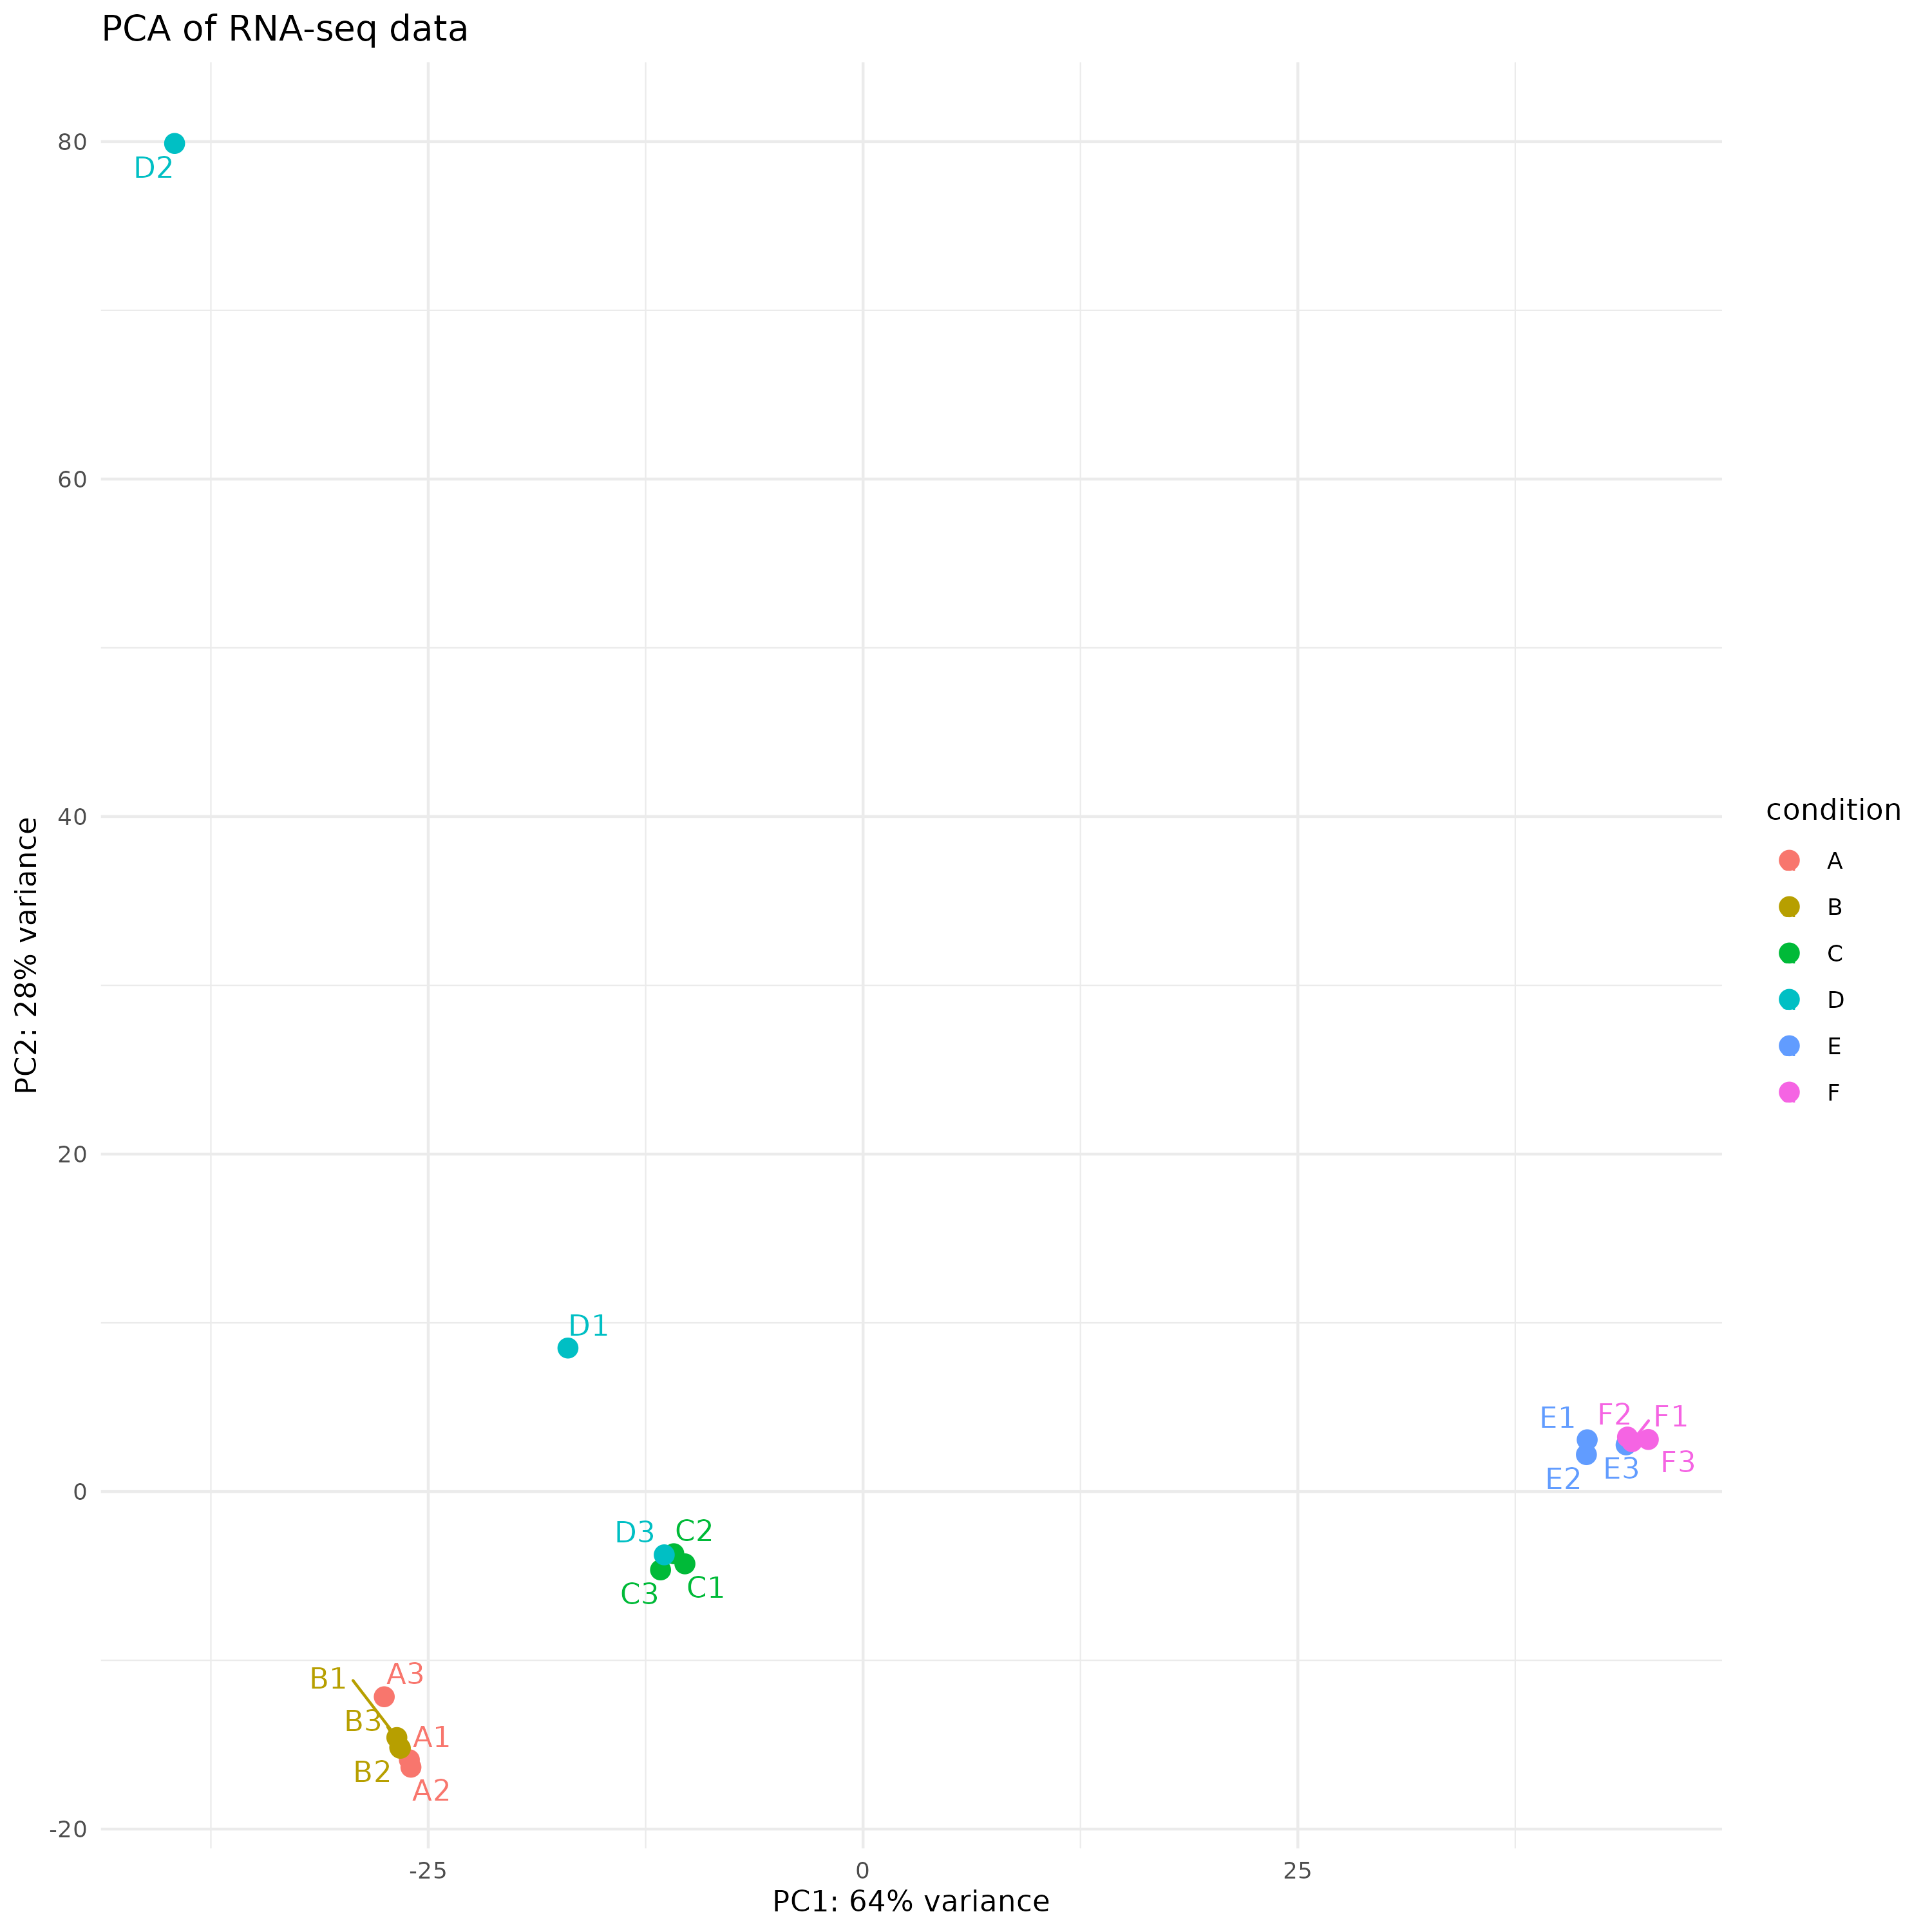 PCA of RNA-seq data
80
D2
60
PC2: 28% variance
40
condition
A
B
C
D
E
F
20
D1
E1
F2
F1
E2
E3
F3
0
D3
C2
C3
C1
B1
A3
B3
A1
B2
A2
-20
-25
0
25
PC1: 64% variance